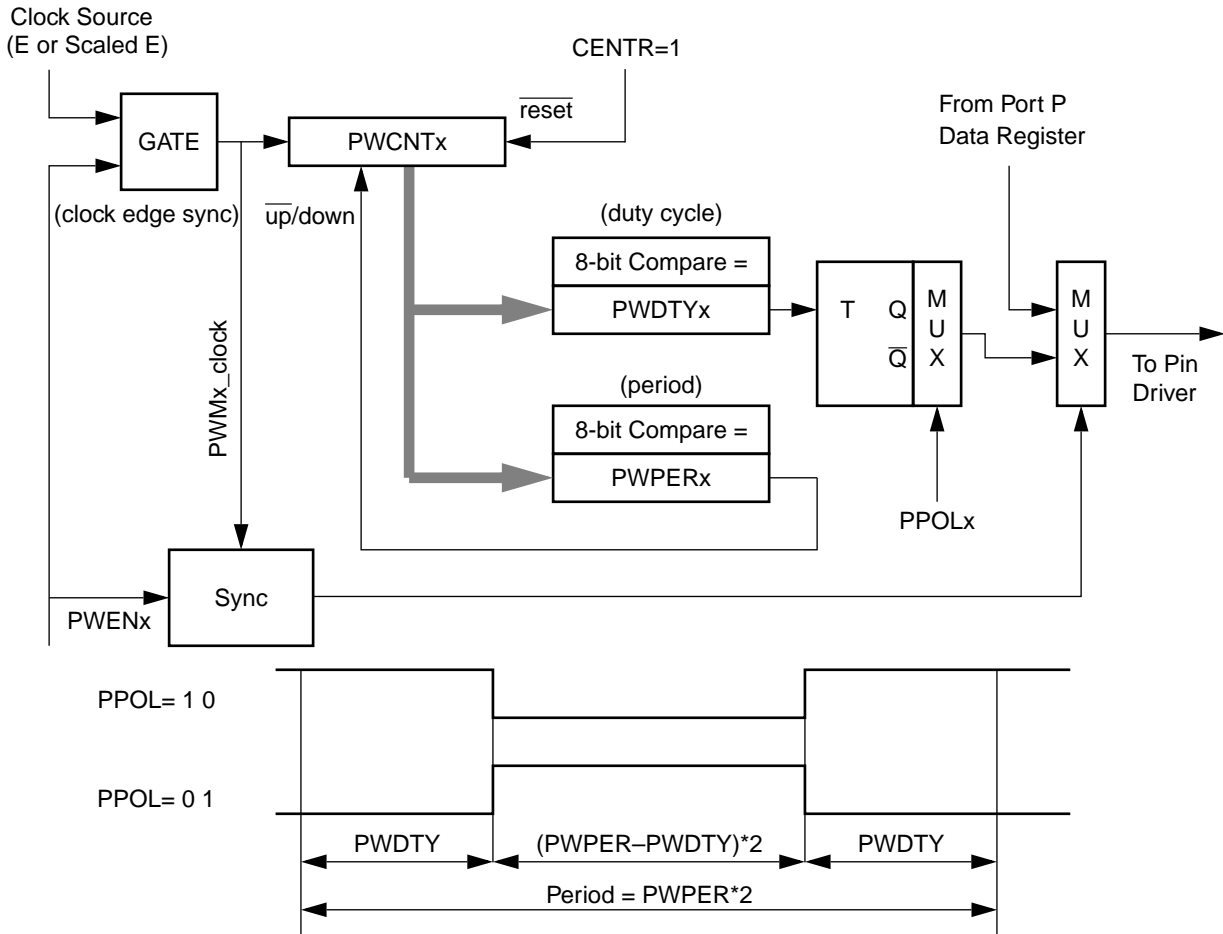 Clock Source
(E or Scaled E)
CENTR=1
reset
From Port P
Data Register
GATE
PWCNTx
(clock edge sync)
up/down
(duty cycle)
8-bit Compare =
PWDTYx
T Q
Q
MUX
MUX
To Pin
Driver
PWMx_clock
(period)
8-bit Compare =
PWPERx
PPOLx
Sync
PWENx
PPOL= 1 0
PPOL= 0 1
PWDTY
(PWPER–PWDTY)*2
PWDTY
Period = PWPER*2